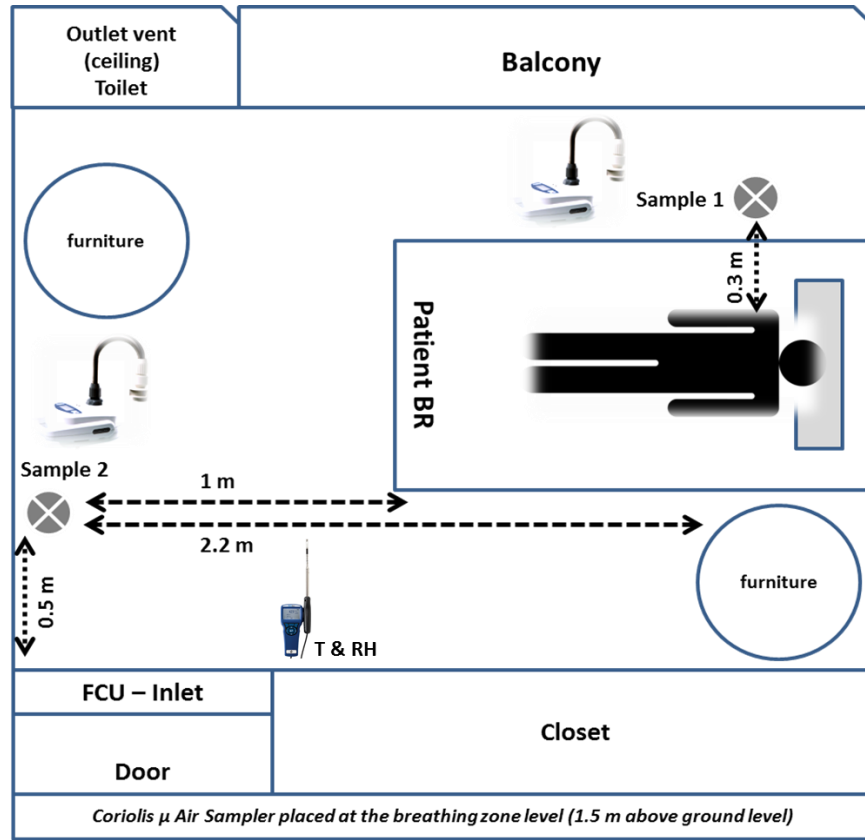 Outlet vent
(ceiling)
Toilet
Balcony
Sample 1
furniture
0.3 m
Patient BR
Sample 2
1 m
2.2 m
0.5 m
furniture
T & RH
FCU – Inlet
Closet
Door
Coriolis µ Air Sampler placed at the breathing zone level (1.5 m above ground level)